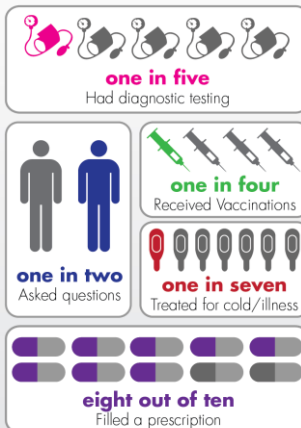 one in five
Had diagnostic testing
one in two
Asked questions
one in four
Received Vaccinations
one in seven
Treated for cold/illness
eight out of ten
Filled a prescription